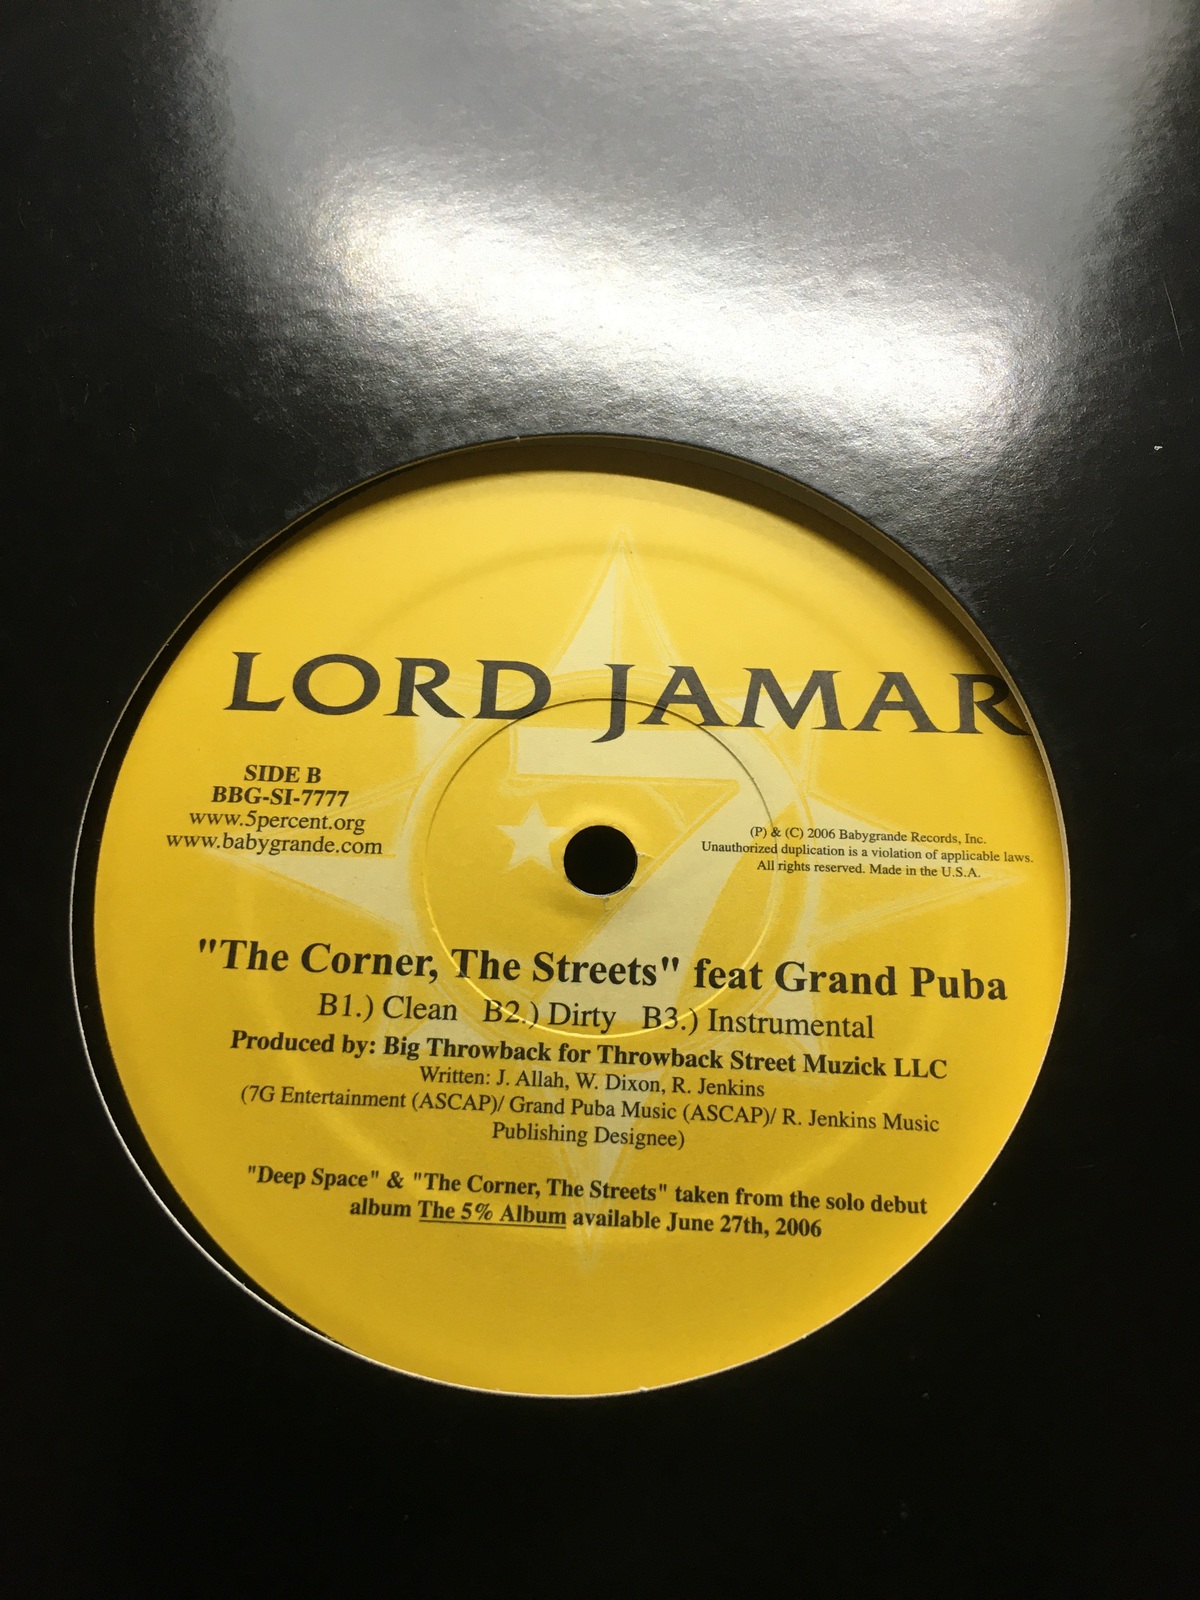 LORD JAMAR
SIDE B
BBG-SI-7777
www.5percent.org
www.babygrande.com
(P) & (C) 2006 Babygrande Records, Inc.
Unauthorized duplication is a violation of applicable laws.
All rights reserved. Made in the U.S.A.
7
"The Corner, The Streets" feat Grand Puba
B1.) Clean B2.) Dirty B3.) Instrumental
Produced by: Big Throwback for Throwback Street Muzick LLC
Written: J. Allah, W. Dixon, R. Jenkins
(7G Entertainment (ASCAP)/ Grand Puba Music (ASCAP)/ R. Jenkins Music
Publishing Designee)
"Deep Space" & "The Corner, The Streets" taken from the solo debut
album The 5% Album available June 27th, 2006